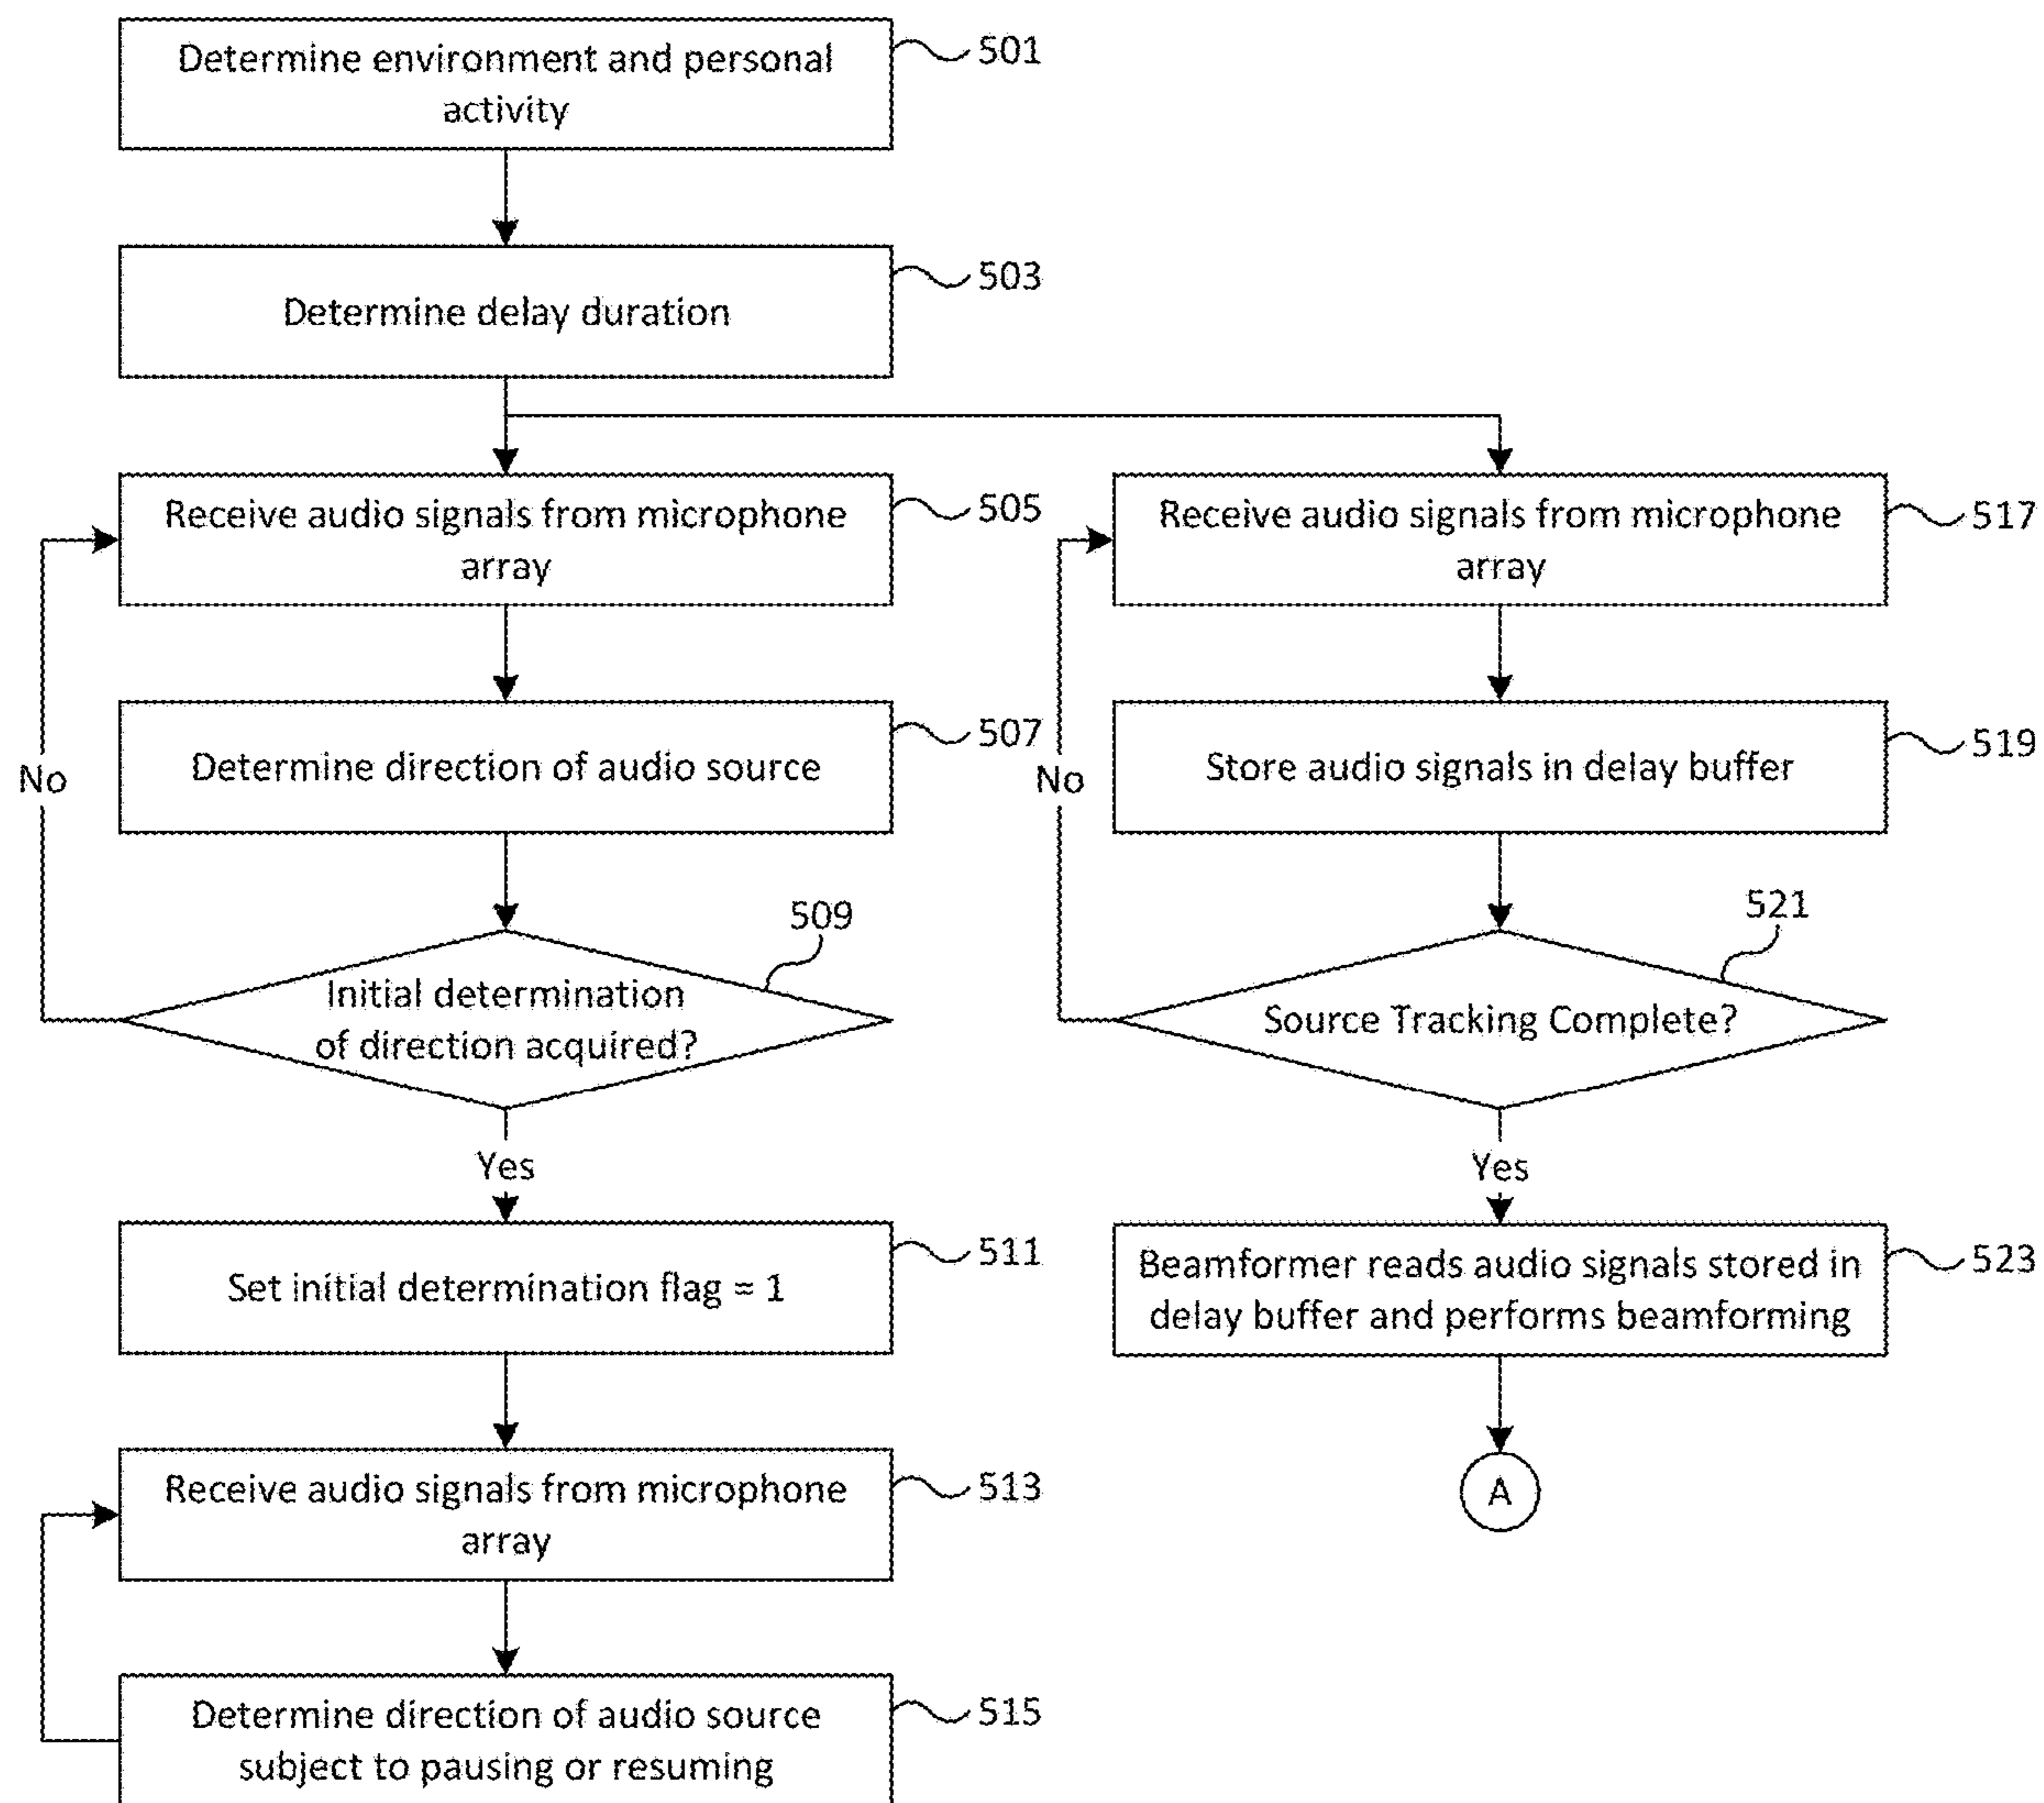 Determine environment and personal
activity
501
Determine delay duration
503
Receive audio signals from microphone
array
505
Determine direction of audio source
507
No
Initial determination
of direction acquired?
509
Yes
Set initial determination flag = 1
511
Receive audio signals from microphone
array
513
Determine direction of audio source
subject to pausing or resuming
515
Receive audio signals from microphone
array
517
Store audio signals in delay buffer
519
No
Source Tracking Complete?
521
Yes
Beamformer reads audio signals stored in
delay buffer and performs beamforming
523
A